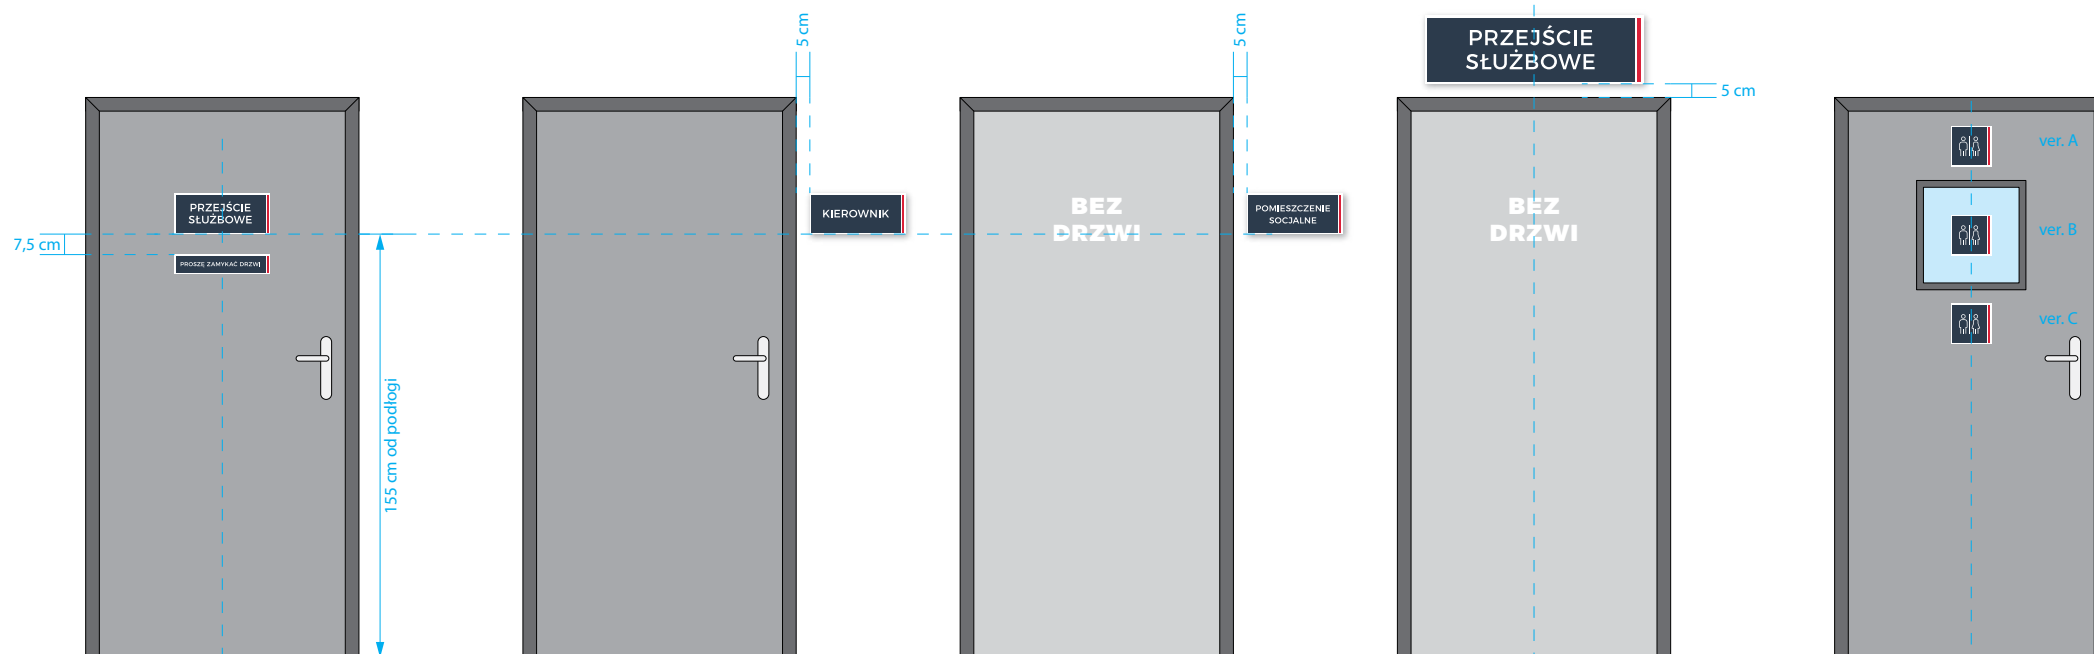 7,5 cm
PRZEJŚCIE
SŁUŻBOWE
PROSZĘ ZAMYKAĆ DRZWI
155 cm od podłogi
5 cm
KIEROWNIK
BEZ
DRZWI
5 cm
POMIESZCZENIE
SOCJALNE
PRZEJŚCIE
SŁUŻBOWE
5 cm
BEZ
DRZWI
ver. A
ver. B
ver. C